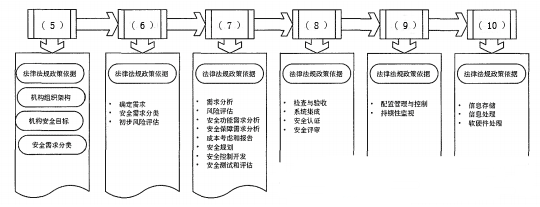 （5）
（6）
（7）
（8）
（9）
（10）
法律法规政策依据
机构组织架构
机构安全目标
安全需求分类
法律法规政策依据
• 确定需求
• 安全需求分类
• 初步风险评估
法律法规政策依据
• 需求分析
• 风险评估
• 安全功能需求分析
• 安全保障需求分析
• 成本考虑和报告
• 安全规划
• 安全控制开发
• 安全测试和评估
法律法规政策依据
• 检查与验收
• 系统集成
• 安全认证
• 安全评审
法律法规政策依据
• 配置管理与控制
• 持续性监视
法律法规政策依据
• 信息存储
• 信息处理
• 软硬件处理